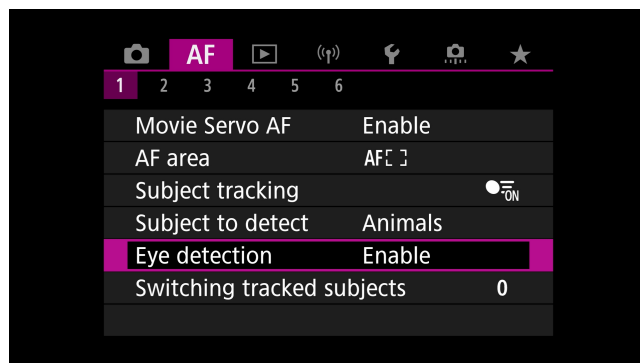 AF
1 2 3 4 5 6
Movie Servo AF Enable
AF area AF[ ]
Subject tracking ON
Subject to detect Animals
Eye detection Enable
Switching tracked subjects 0